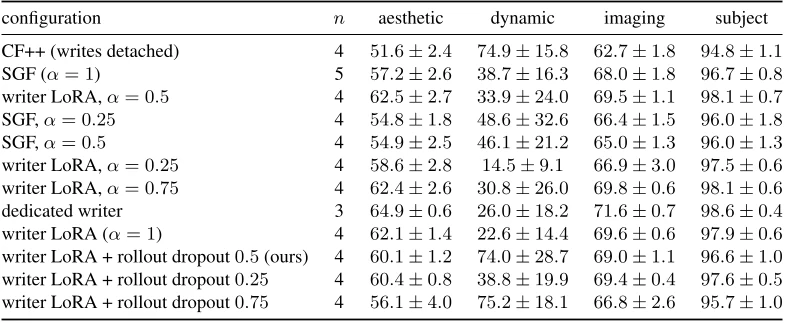 configuration n aesthetic dynamic imaging subject
CF++ (writes detached) 4 51.6 ± 2.4 74.9 ± 15.8 62.7 ± 1.8 94.8 ± 1.1
SGF (α = 1) 5 57.2 ± 2.6 38.7 ± 16.3 68.0 ± 1.8 96.7 ± 0.8
writer LoRA, α = 0.5 4 62.5 ± 2.7 33.9 ± 24.0 69.5 ± 1.1 98.1 ± 0.7
SGF, α = 0.25 4 54.8 ± 1.8 48.6 ± 32.6 66.4 ± 1.5 96.0 ± 1.8
SGF, α = 0.5 4 54.9 ± 2.5 46.1 ± 21.2 65.0 ± 1.3 96.0 ± 1.3
writer LoRA, α = 0.25 4 58.6 ± 2.8 14.5 ± 9.1 66.9 ± 3.0 97.5 ± 0.6
writer LoRA, α = 0.75 4 62.4 ± 2.6 30.8 ± 26.0 69.8 ± 0.6 98.1 ± 0.6
dedicated writer 3 64.9 ± 0.6 26.0 ± 18.2 71.6 ± 0.7 98.6 ± 0.4
writer LoRA (α = 1) 4 62.1 ± 1.4 22.6 ± 14.4 69.6 ± 0.6 97.9 ± 0.6
writer LoRA + rollout dropout 0.5 (ours) 4 60.1 ± 1.2 74.0 ± 28.7 69.0 ± 1.1 96.6 ± 1.0
writer LoRA + rollout dropout 0.25 4 60.4 ± 0.8 38.8 ± 19.9 69.4 ± 0.4 97.6 ± 0.5
writer LoRA + rollout dropout 0.75 4 56.1 ± 4.0 75.2 ± 18.1 66.8 ± 2.6 95.7 ± 1.0